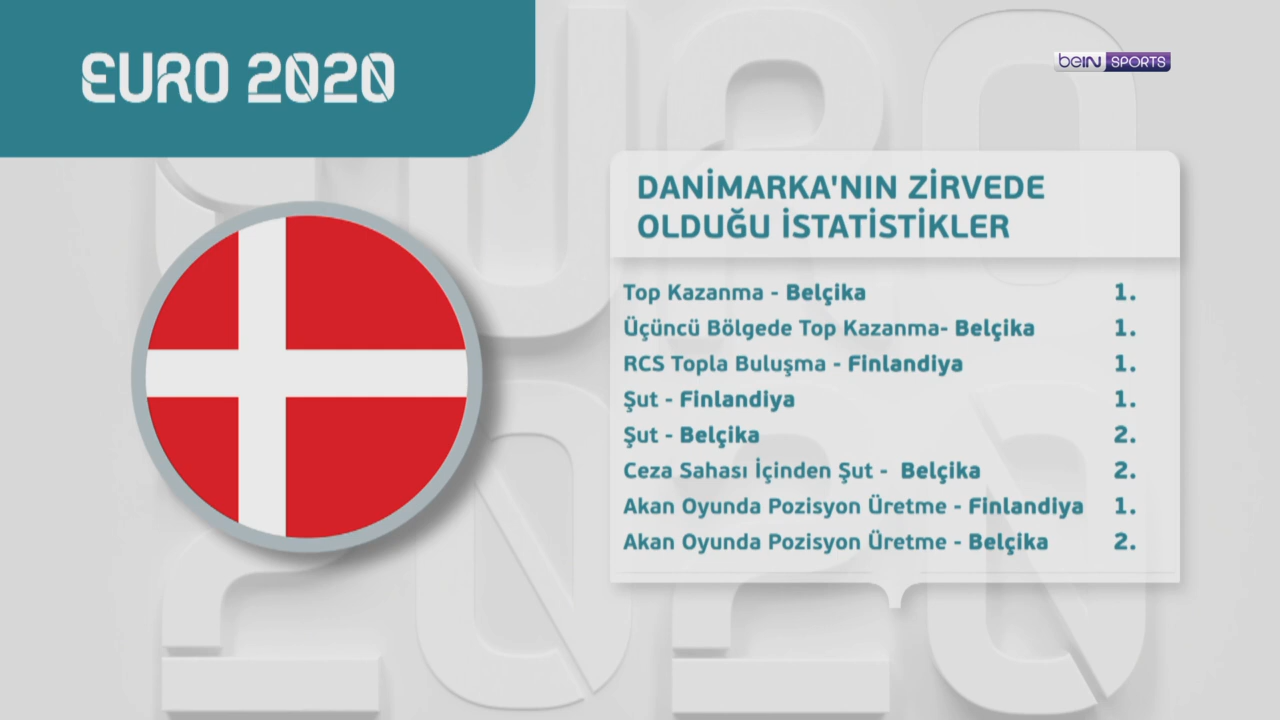 EURO 2020
beIN SPORTS
DANİMARKA'NIN ZİRVEDE
OLDUĞU İSTATİSTİKLER
Top Kazanma - Belçika 1.
Üçüncü Bölgede Top Kazanma- Belçika 1.
RCS Topla Buluşma - Finlandiya 1.
Şut - Finlandiya 1.
Şut - Belçika 2.
Ceza Sahası İçinden Şut - Belçika 2.
Akan Oyunda Pozisyon Üretme - Finlandiya 1.
Akan Oyunda Pozisyon Üretme - Belçika 2.